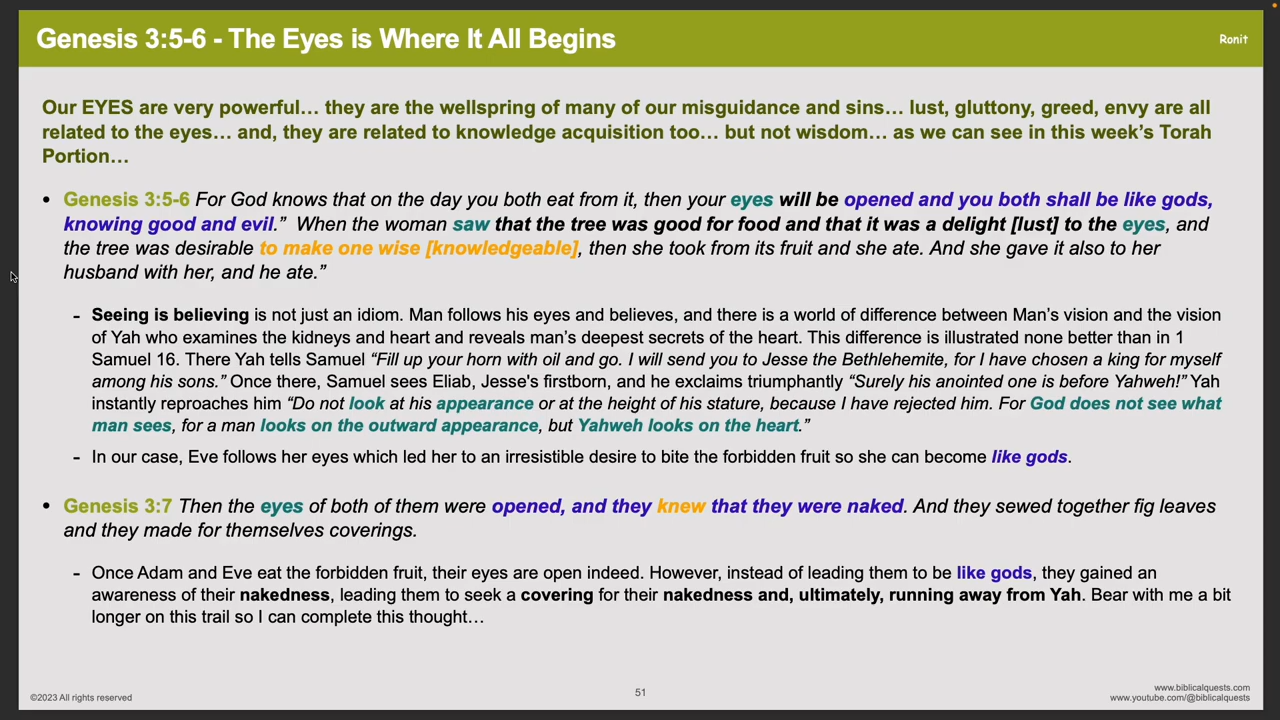 Genesis 3:5-6 - The Eyes is Where It All Begins
Ronit
Our EYES are very powerful… they are the wellspring of many of our misguidance and sins… lust, gluttony, greed, envy are all
related to the eyes… and, they are related to knowledge acquisition too… but not wisdom… as we can see in this week's Torah
Portion…
• Genesis 3:5-6 For God knows that on the day you both eat from it, then your eyes will be opened and you both shall be like gods,
knowing good and evil.” When the woman saw that the tree was good for food and that it was a delight [lust] to the eyes, and
the tree was desirable to make one wise [knowledgeable], then she took from its fruit and she ate. And she gave it also to her
husband with her, and he ate.”
- Seeing is believing is not just an idiom. Man follows his eyes and believes, and there is a world of difference between Man’s vision and the vision
of Yah who examines the kidneys and heart and reveals man’s deepest secrets of the heart. This difference is illustrated none better than in 1
Samuel 16. There Yah tells Samuel “Fill up your horn with oil and go. I will send you to Jesse the Bethlehemite, for I have chosen a king for myself
among his sons.” Once there, Samuel sees Eliab, Jesse's firstborn, and he exclaims triumphantly “Surely his anointed one is before Yahweh!” Yah
instantly reproaches him “Do not look at his appearance or at the height of his stature, because I have rejected him. For God does not see what
man sees, for a man looks on the outward appearance, but Yahweh looks on the heart.”
- In our case, Eve follows her eyes which led her to an irresistible desire to bite the forbidden fruit so she can become like gods.
• Genesis 3:7 Then the eyes of both of them were opened, and they knew that they were naked. And they sewed together fig leaves
and they made for themselves coverings.
- Once Adam and Eve eat the forbidden fruit, their eyes are open indeed. However, instead of leading them to be like gods, they gained an
awareness of their nakedness, leading them to seek a covering for their nakedness and, ultimately, running away from Yah. Bear with me a bit
longer on this trail so I can complete this thought…
©2023 All rights reserved
51
www.biblicalquests.com
www.youtube.com/@biblicalquests